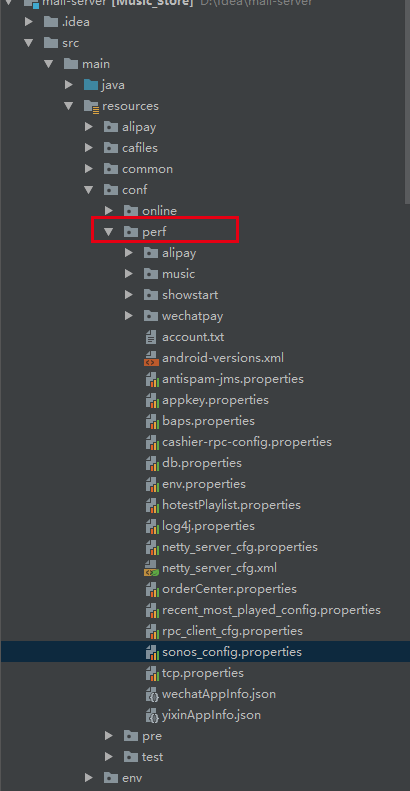 mall-server [Music_Store] D:\idea\mall-server
.idea
src
main
java
resources
alipay
cafiles
common
conf
online
perf
alipay
music
showstart
wechatpay
account.txt
android-versions.xml
antispam-jms.properties
appkey.properties
baps.properties
cashier-rpc-config.properties
db.properties
env.properties
hotestPlaylist.properties
log4j.properties
netty_server_cfg.properties
netty_server_cfg.xml
orderCenter.properties
recent_most_played_config.properties
rpc_client_cfg.properties
sonos_config.properties
tcp.properties
wechatAppInfo.json
yixinAppInfo.json
pre
test
env